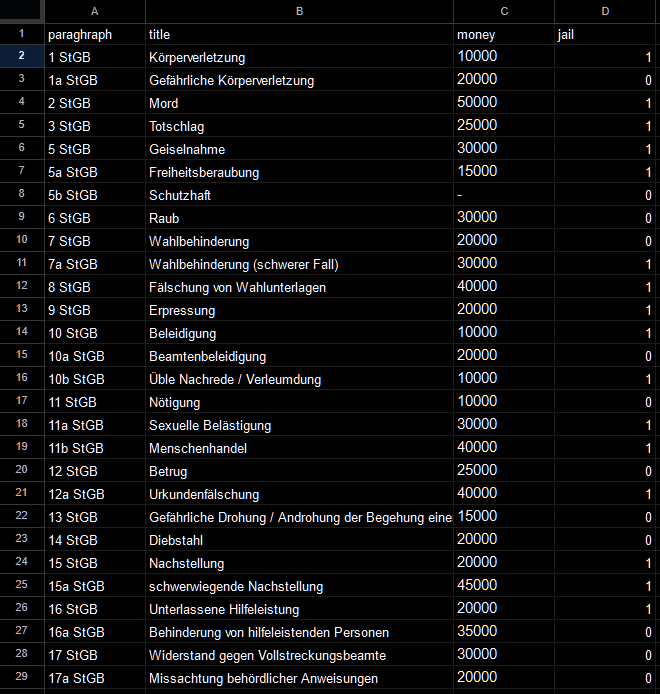 A B C D
1 paraghraph title money jail
2 1 StGB Körperverletzung 10000 1
3 1a StGB Gefährliche Körperverletzung 20000 0
4 2 StGB Mord 50000 1
5 3 StGB Totschlag 25000 1
6 5 StGB Geiselnahme 30000 1
7 5a StGB Freiheitsberaubung 15000 1
8 5b StGB Schutzhaft - 0
9 6 StGB Raub 30000 0
10 7 StGB Wahlbehinderung 20000 0
11 7a StGB Wahlbehinderung (schwerer Fall) 30000 1
12 8 StGB Fälschung von Wahlunterlagen 40000 1
13 9 StGB Erpressung 20000 1
14 10 StGB Beleidigung 10000 1
15 10a StGB Beamtenbeleidigung 20000 0
16 10b StGB Üble Nachrede / Verleumdung 10000 1
17 11 StGB Nötigung 10000 0
18 11a StGB Sexuelle Belästigung 30000 1
19 11b StGB Menschenhandel 40000 1
20 12 StGB Betrug 25000 0
21 12a StGB Urkundenfälschung 40000 1
22 13 StGB Gefährliche Drohung / Androhung der Begehung eine 15000 0
23 14 StGB Diebstahl 20000 0
24 15 StGB Nachstellung 20000 1
25 15a StGB schwerwiegende Nachstellung 45000 1
26 16 StGB Unterlassene Hilfeleistung 20000 1
27 16a StGB Behinderung von hilfeleistenden Personen 35000 0
28 17 StGB Widerstand gegen Vollstreckungsbeamte 30000 0
29 17a StGB Missachtung behördlicher Anweisungen 20000 0